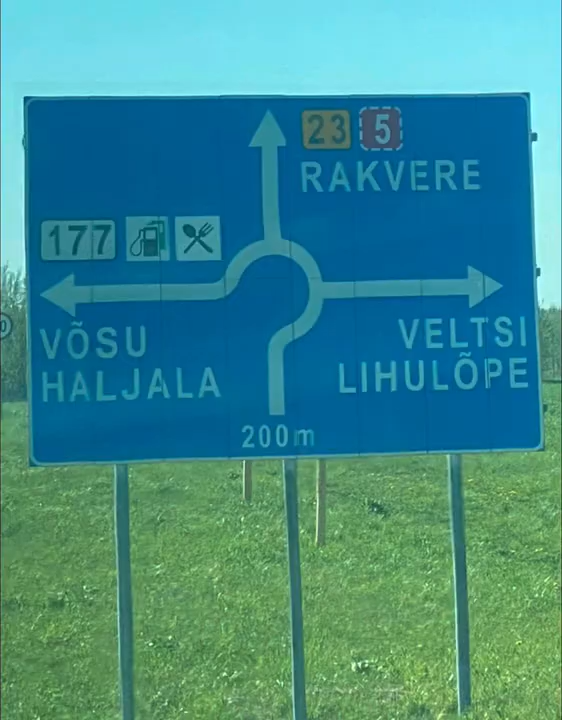 23 5
RAKVERE
177
VÕSU
HALJALA
VELTSI
LIHULÕPE
200m